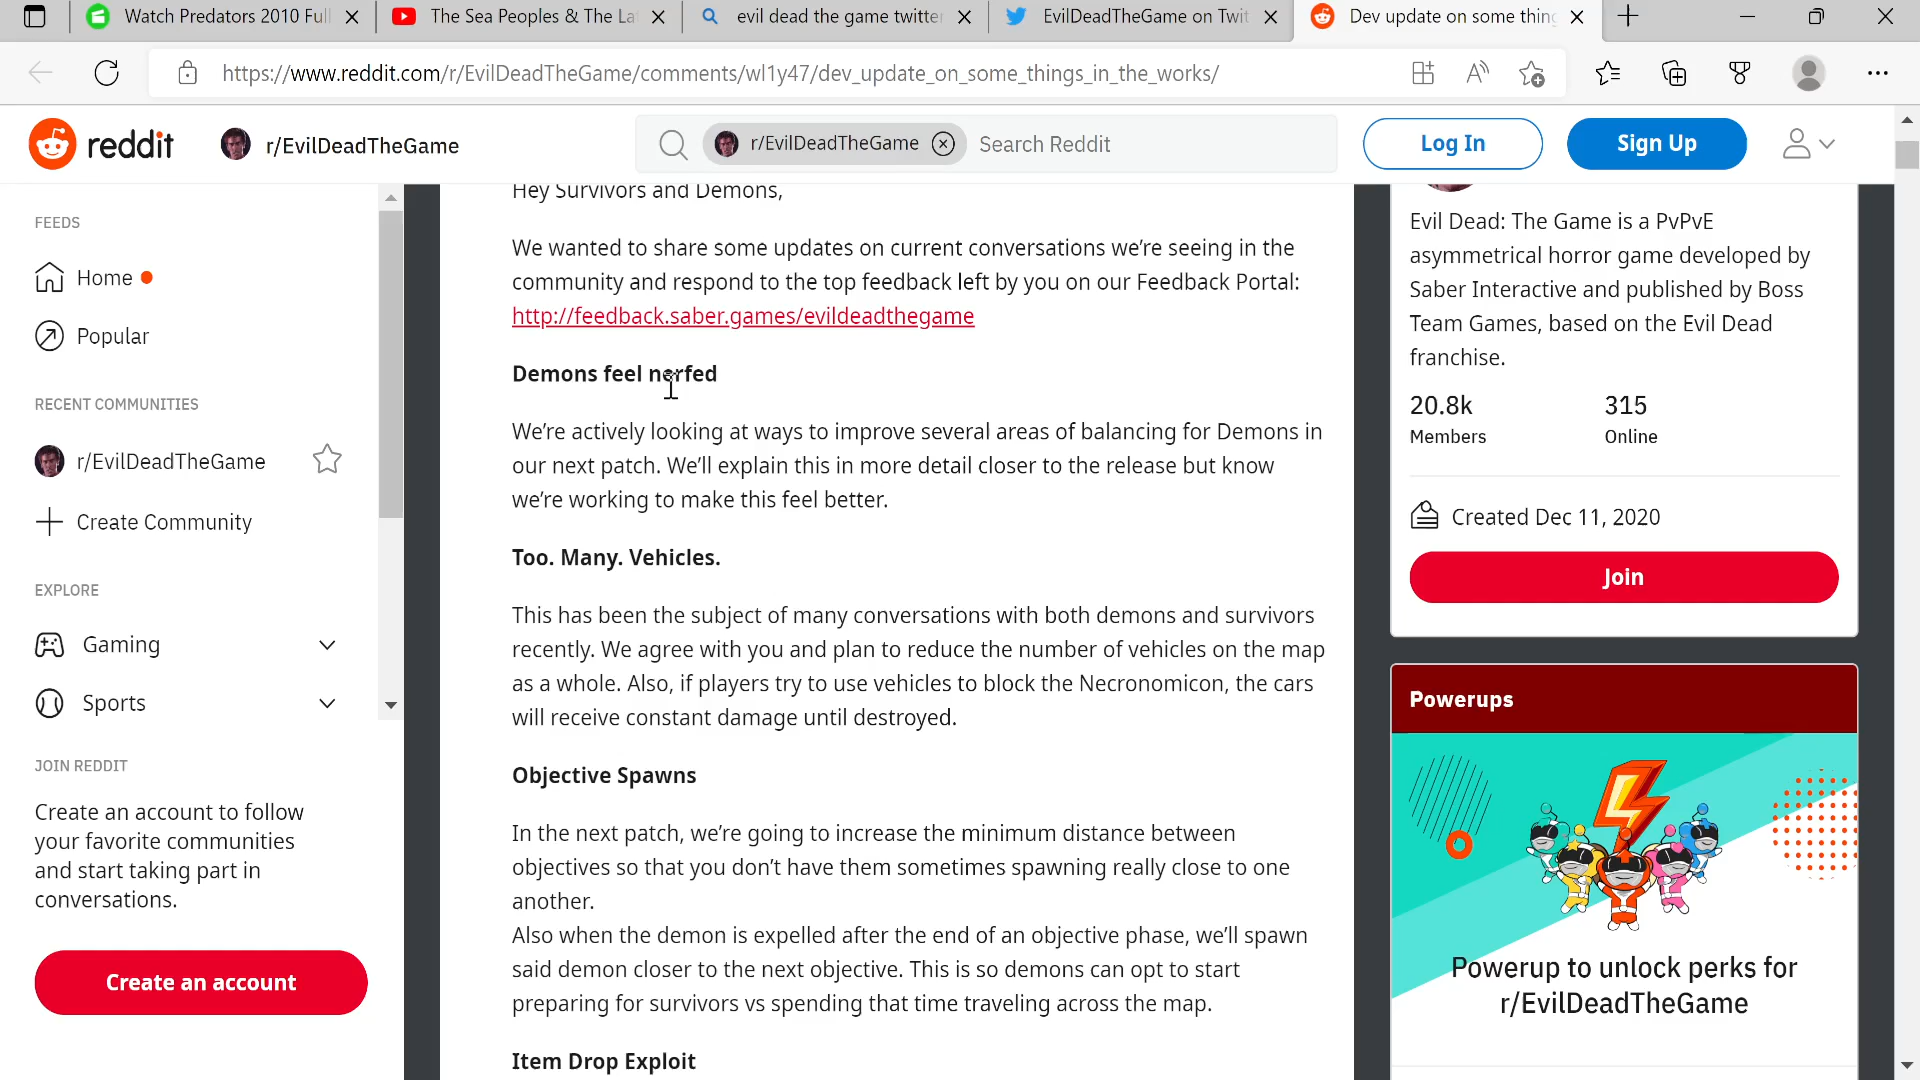 Watch Predators 2010 Full
The Sea Peoples & The La
evil dead the game twitter
EvilDeadTheGame on Twit
Dev update on some thing
https://www.reddit.com/r/EvilDeadTheGame/comments/wl1y47/dev_update_on_some_things_in_the_works/
reddit
r/EvilDeadTheGame
r/EvilDeadTheGame
Search Reddit
Log In
Sign Up
FEEDS
Home
Popular
RECENT COMMUNITIES
r/EvilDeadTheGame
Create Community
EXPLORE
Gaming
Sports
JOIN REDDIT
Create an account to follow
your favorite communities
and start taking part in
conversations.
Create an account
Hey Survivors and Demons,
We wanted to share some updates on current conversations we’re seeing in the
community and respond to the top feedback left by you on our Feedback Portal:
http://feedback.saber.games/evildeadthegame
Demons feel nerfed
We’re actively looking at ways to improve several areas of balancing for Demons in
our next patch. We’ll explain this in more detail closer to the release but know
we’re working to make this feel better.
Too. Many. Vehicles.
This has been the subject of many conversations with both demons and survivors
recently. We agree with you and plan to reduce the number of vehicles on the map
as a whole. Also, if players try to use vehicles to block the Necronomicon, the cars
will receive constant damage until destroyed.
Objective Spawns
In the next patch, we’re going to increase the minimum distance between
objectives so that you don’t have them sometimes spawning really close to one
another.
Also when the demon is expelled after the end of an objective phase, we’ll spawn
said demon closer to the next objective. This is so demons can opt to start
preparing for survivors vs spending that time traveling across the map.
Item Drop Exploit
Evil Dead: The Game is a PvPvE
asymmetrical horror game developed by
Saber Interactive and published by Boss
Team Games, based on the Evil Dead
franchise.
20.8k
Members
315
Online
Created Dec 11, 2020
Join
Powerups
Powerup to unlock perks for
r/EvilDeadTheGame